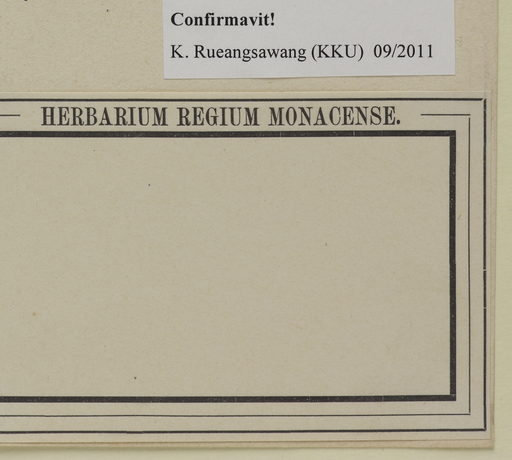 Confirmavit!
K. Rueangsawang (KKU) 09/2011
HERBARIUM REGIUM MONACENSE.